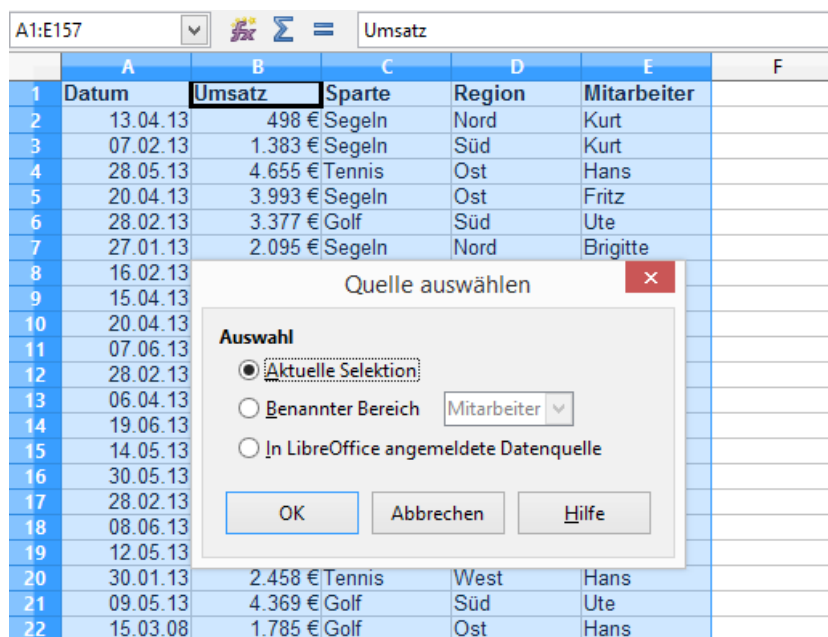 A1:E157 fx Σ = Umsatz
A B C D E F
1 Datum Umsatz Sparte Region Mitarbeiter
2 13.04.13 498 € Segeln Nord Kurt
3 07.02.13 1.383 € Segeln Süd Kurt
4 28.05.13 4.655 € Tennis Ost Hans
5 20.04.13 3.993 € Segeln Ost Fritz
6 28.02.13 3.377 € Golf Süd Ute
7 27.01.13 2.095 € Segeln Nord Brigitte
8 16.02.13
9 15.04.13
10 20.04.13
11 07.06.13
12 28.02.13
13 06.04.13
14 19.06.13
15 14.05.13
16 30.05.13
17 28.02.13
18 08.06.13
19 12.05.13
20 30.01.13 2.458 € Tennis West Hans
21 09.05.13 4.369 € Golf Süd Ute
22 15.03.08 1.785 € Golf Ost Hans
Quelle auswählen
Auswahl
Aktuelle Selektion
Benannter Bereich Mitarbeiter
In LibreOffice angemeldete Datenquelle
OK Abbrechen Hilfe